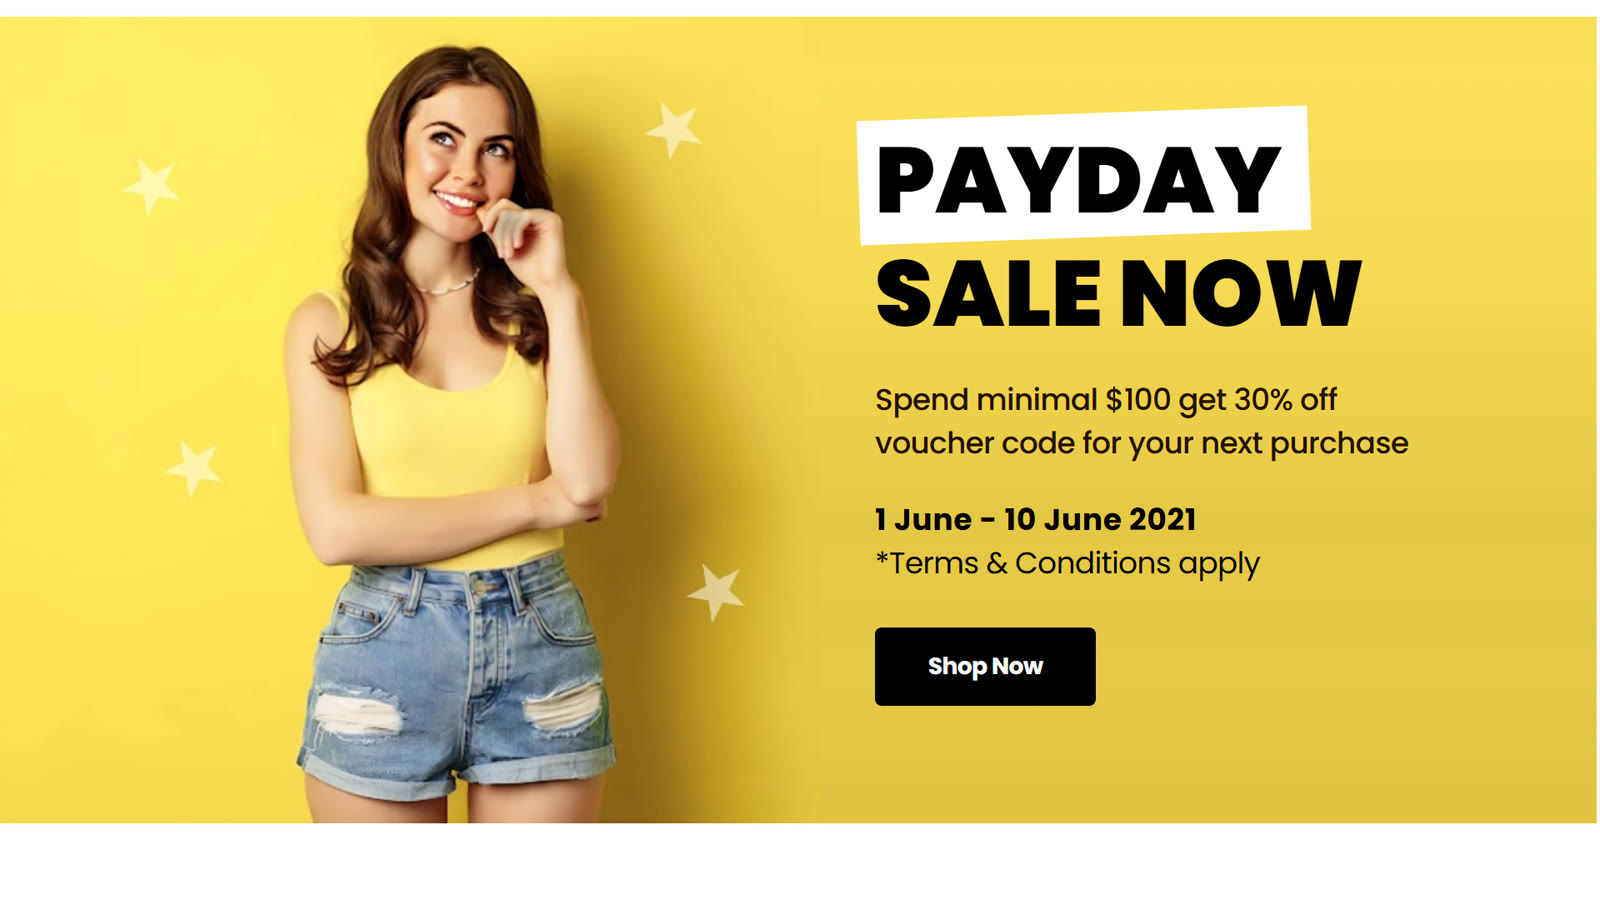 PAYDAY
SALE NOW
Spend minimal $100 get 30% off
voucher code for your next purchase
1 June - 10 June 2021
*Terms & Conditions apply
Shop Now